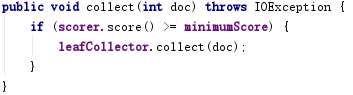 public void collect(int doc) throws IOException {
    if (scorer.score() >= minimumScore) {
        leafCollector.collect(doc);
    }
}